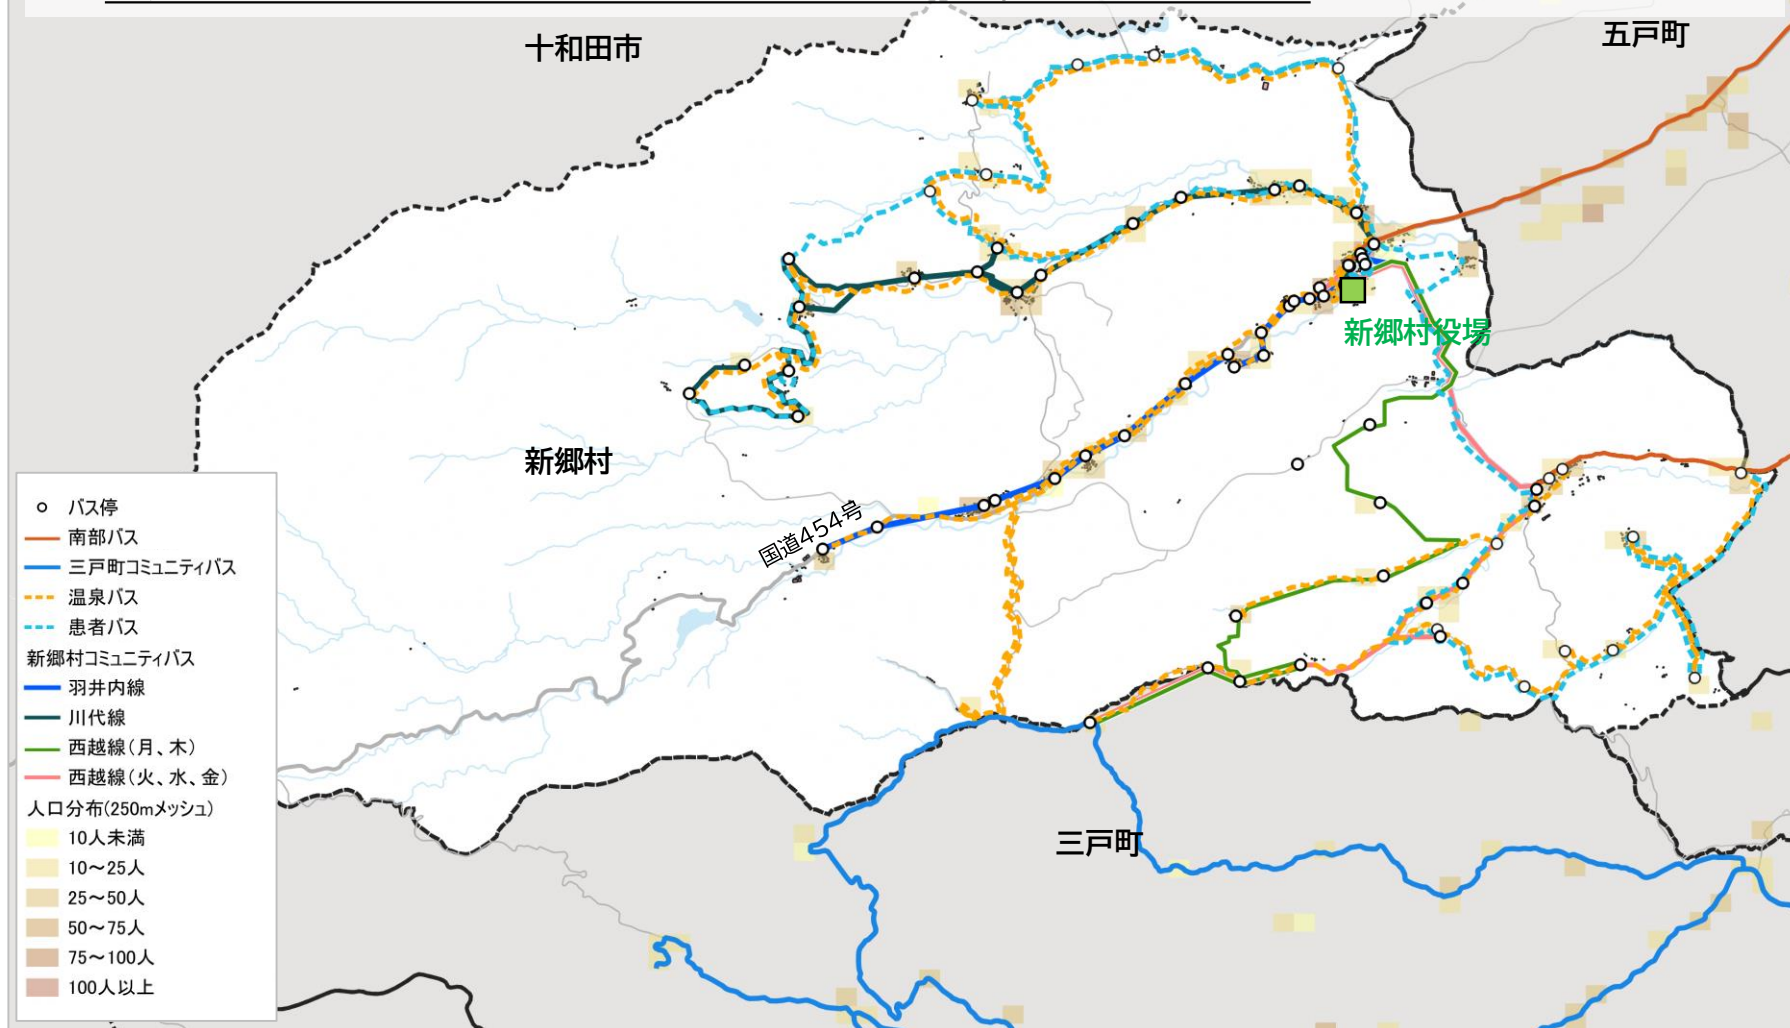 十和田市
五戸町
新郷村役場
新郷村
国道454号
三戸町
バス停
南部バス
三戸町コミュニティバス
温泉バス
患者バス
新郷村コミュニティバス
羽井内線
川代線
西越線(月、木)
西越線(火、水、金)
人口分布(250mメッシュ)
10人未満
10～25人
25～50人
50～75人
75～100人
100人以上